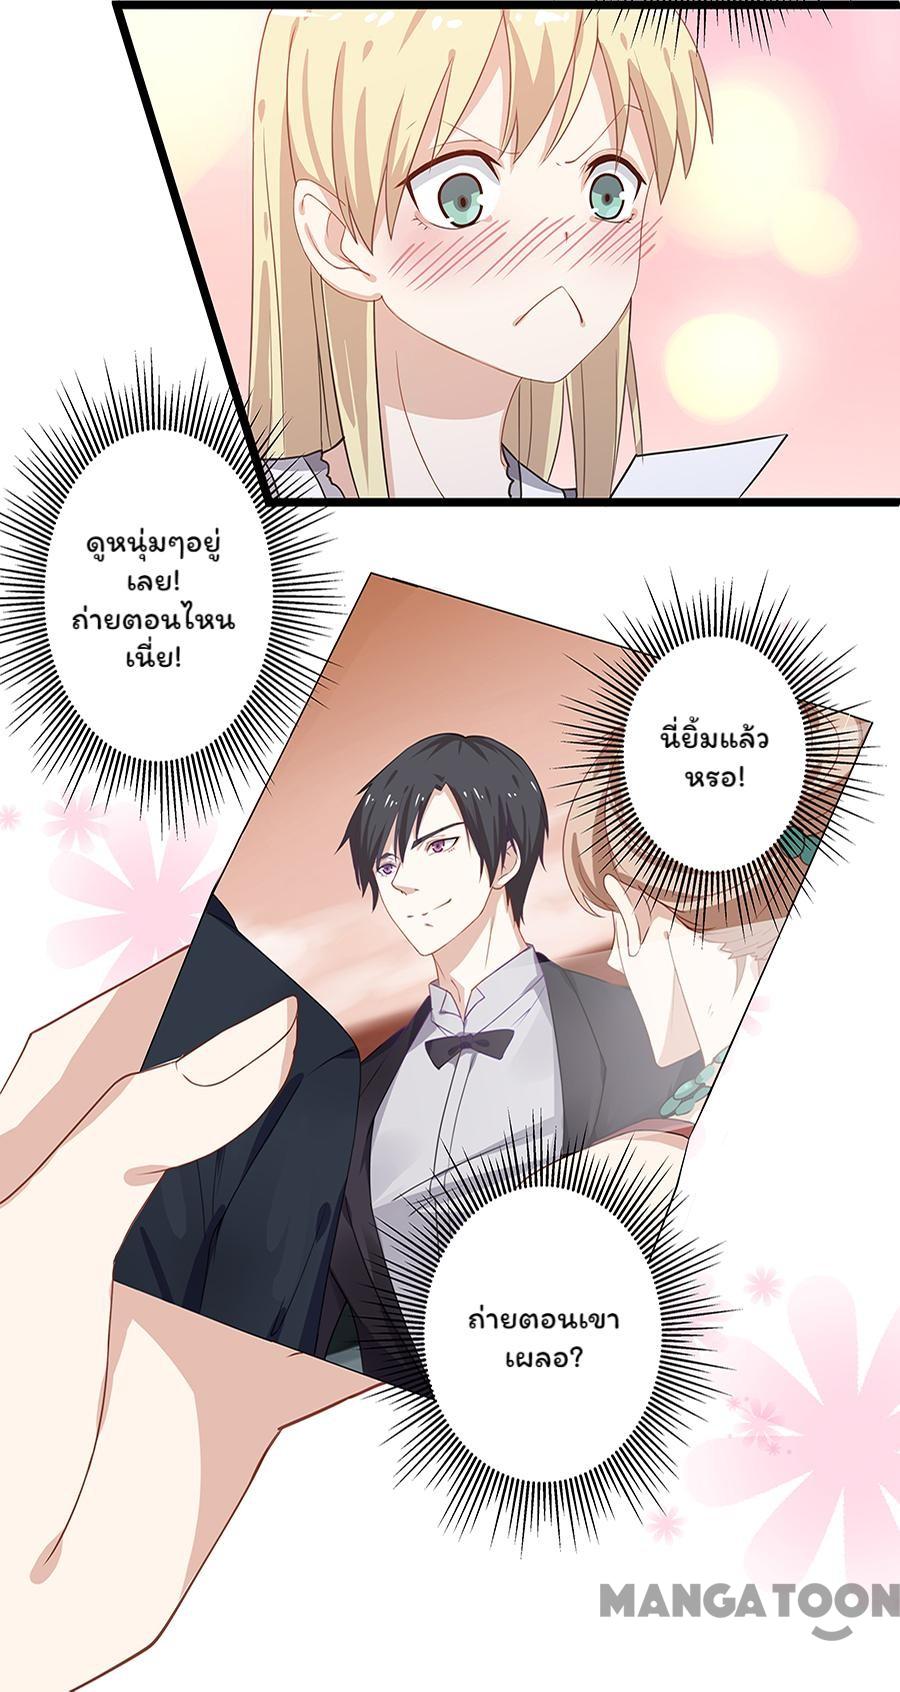 ดูหนุ่มๆอยู่
เลย!
ถ่ายตอนไหน
เนี่ย!
นี่ยิ้มแล้ว
หรอ!
ถ่ายตอนเขา
เผลอ?
MANGATOON